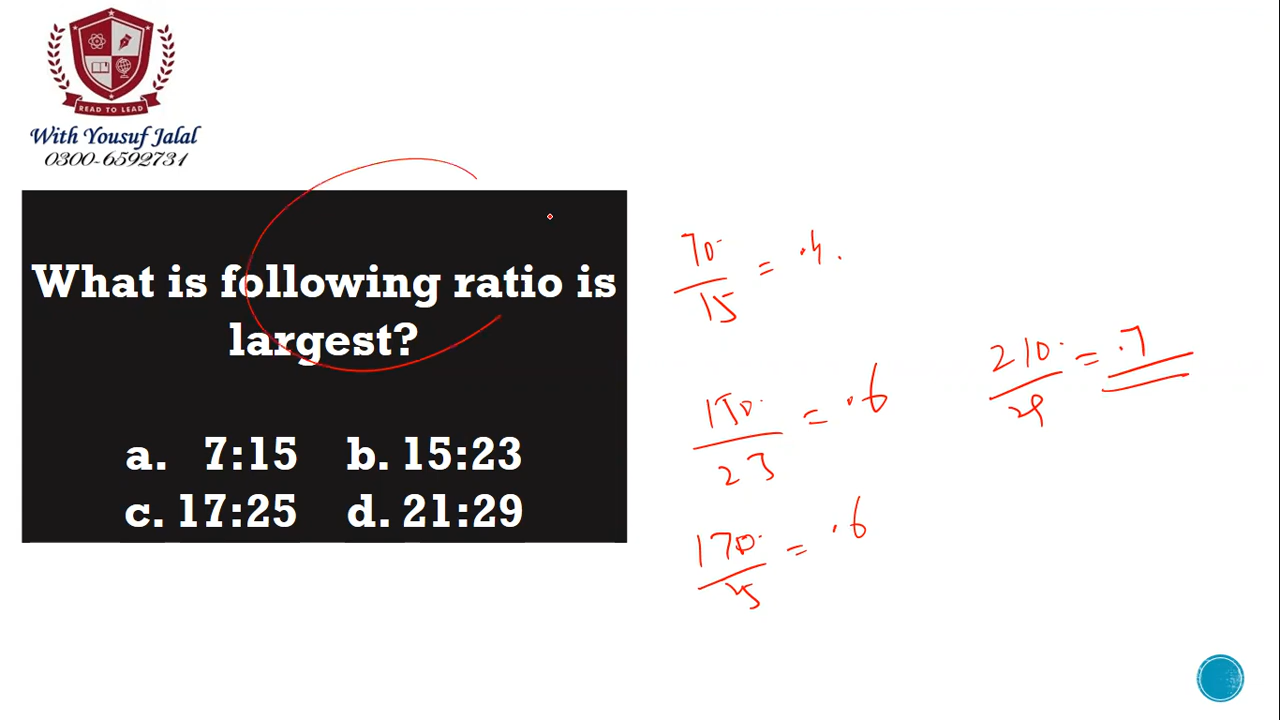 READ TO LEAD
With Yousuf Jalal
0300-6592731
What is following ratio is
largest?
a. 7:15 b. 15:23
c. 17:25 d. 21:29
70/15 = .4.
150/23 = .6
170/25 = .6
210/29 = .7